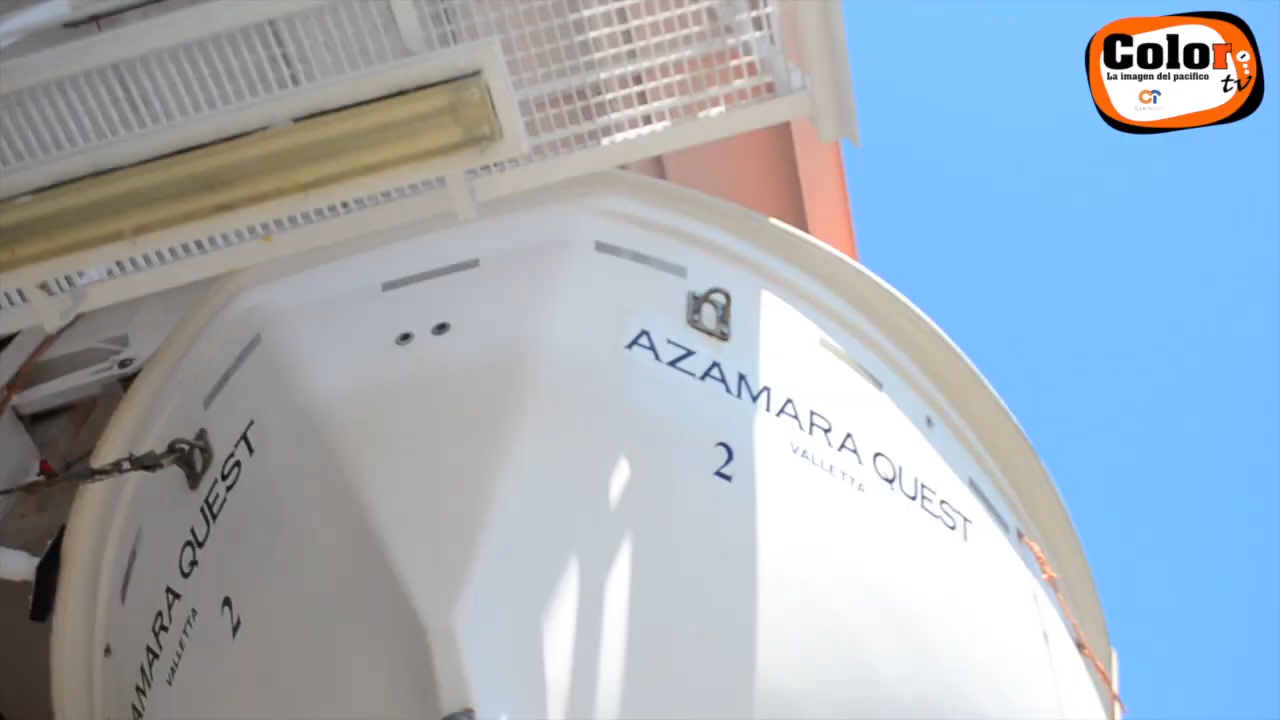 Color
La imagen del pacifico
tv
AZAMARA QUEST
2
VALLETTA
AMARA QUEST
VALLETTA
2